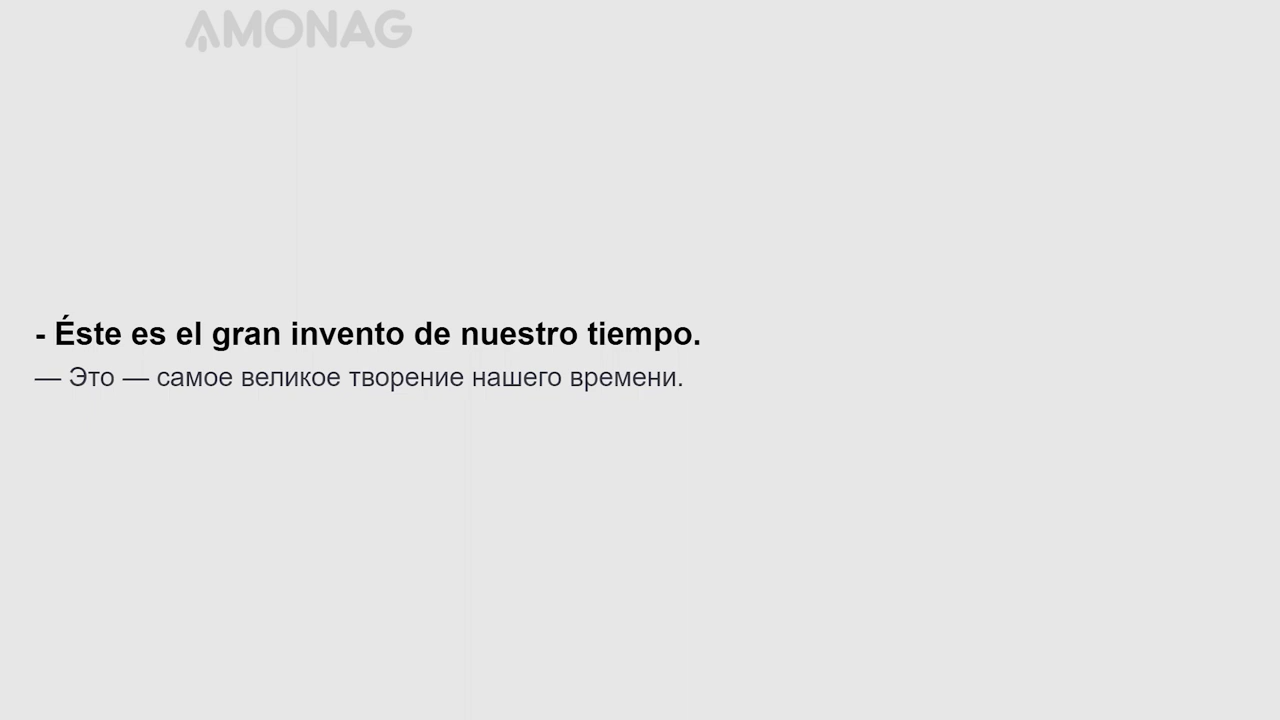 AMONAG
- Éste es el gran invento de nuestro tiempo.
— Это — самое великое творение нашего времени.